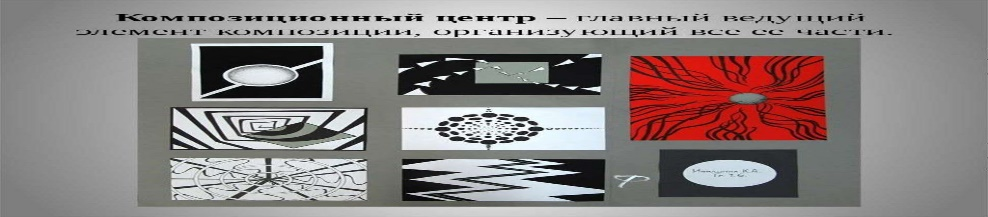 Композиционный центр – главный ведущий
элемент композиции, организующий все ее части.